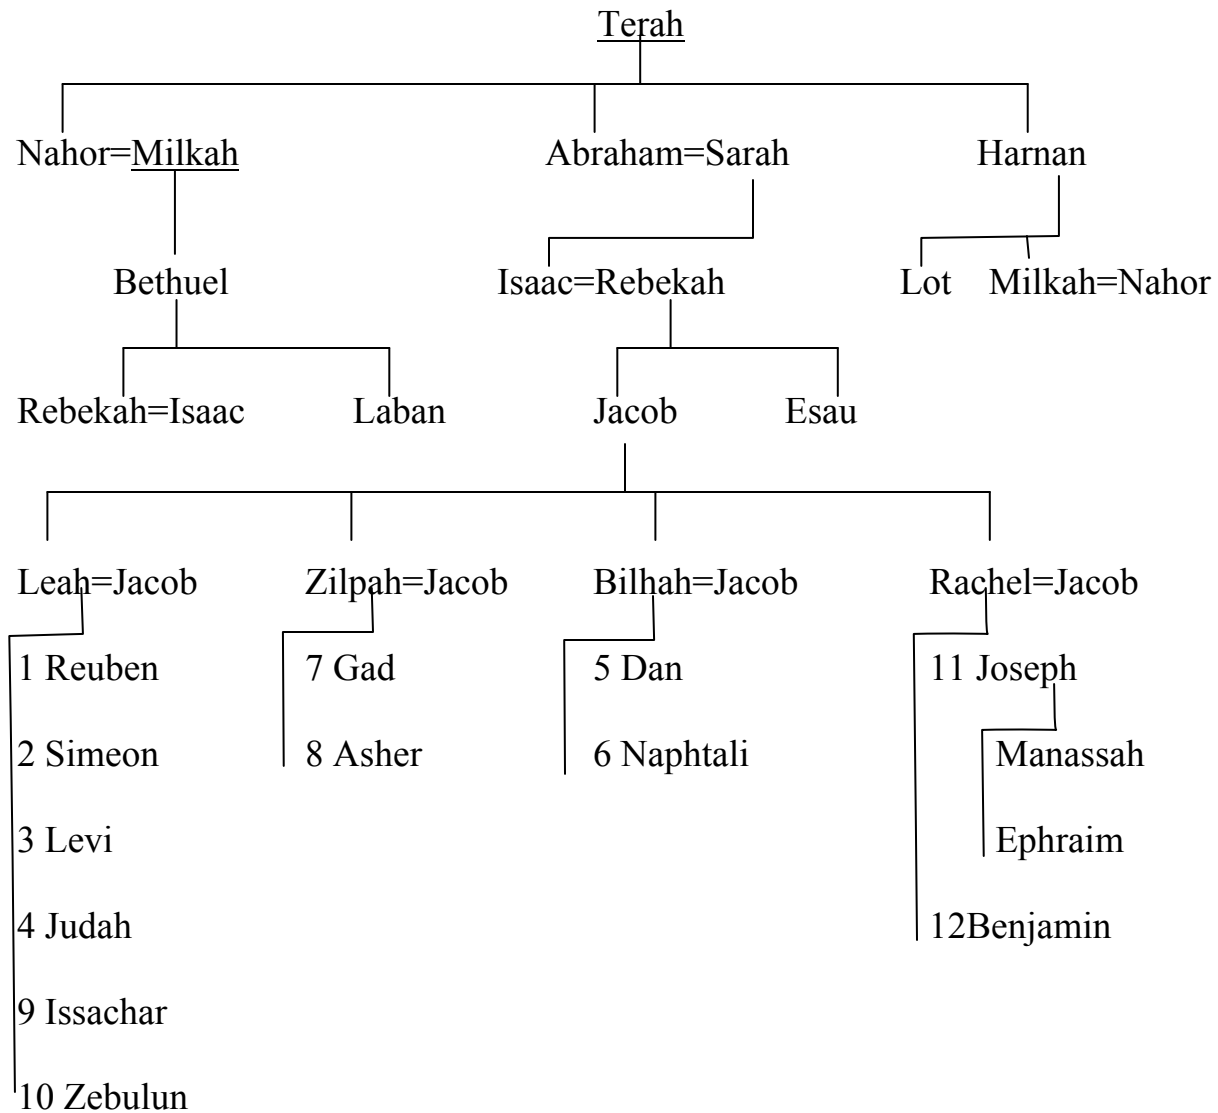 Terah
Nahor=Milkah Abraham=Sarah Harnan
Bethuel Isaac=Rebekah Lot Milkah=Nahor
Rebekah=Isaac Laban Jacob Esau
Leah=Jacob Zilpah=Jacob Bilhah=Jacob Rachel=Jacob
1 Reuben 7 Gad 5 Dan 11 Joseph
2 Simeon 8 Asher 6 Naphtali Manassah
3 Levi Ephraim
4 Judah 12Benjamin
9 Issachar
10 Zebulun